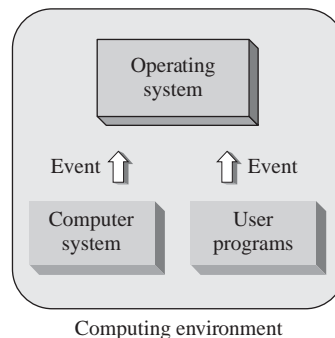 Operating
system
Event
Event
Computer
system
User
programs
Computing environment